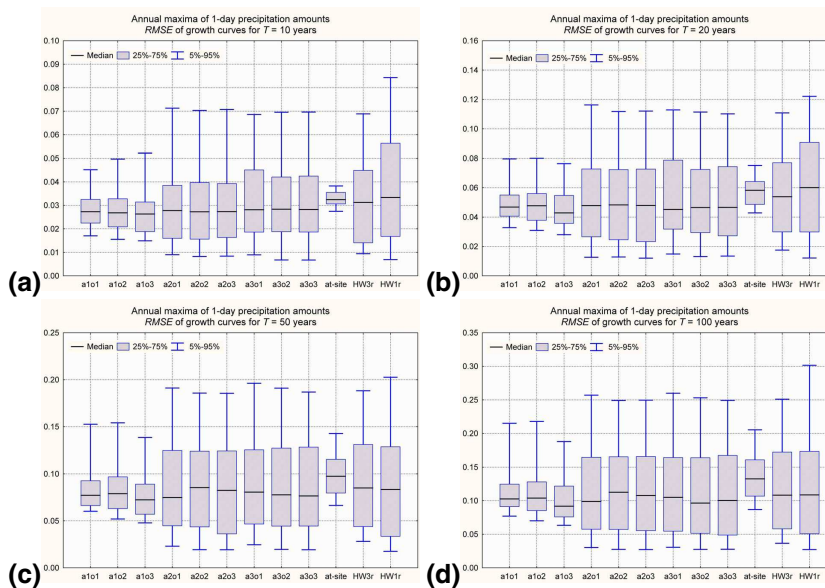 Annual maxima of 1-day precipitation amounts
RMSE of growth curves for T = 10 years
Median 25%-75% 5%-95%
0.10
0.09
0.08
0.07
0.06
0.05
0.04
0.03
0.02
0.01
0.00
a1o1 a1o2 a1o3 a2o1 a2o2 a2o3 a3o1 a3o2 a3o3 at-site HW3r HW1r
(a)
Annual maxima of 1-day precipitation amounts
RMSE of growth curves for T = 20 years
Median 25%-75% 5%-95%
0.16
0.14
0.12
0.10
0.08
0.06
0.04
0.02
0.00
a1o1 a1o2 a1o3 a2o1 a2o2 a2o3 a3o1 a3o2 a3o3 at-site HW3r HW1r
(b)
Annual maxima of 1-day precipitation amounts
RMSE of growth curves for T = 50 years
Median 25%-75% 5%-95%
0.25
0.20
0.15
0.10
0.05
0.00
a1o1 a1o2 a1o3 a2o1 a2o2 a2o3 a3o1 a3o2 a3o3 at-site HW3r HW1r
(c)
Annual maxima of 1-day precipitation amounts
RMSE of growth curves for T = 100 years
Median 25%-75% 5%-95%
0.35
0.30
0.25
0.20
0.15
0.10
0.05
0.00
a1o1 a1o2 a1o3 a2o1 a2o2 a2o3 a3o1 a3o2 a3o3 at-site HW3r HW1r
(d)